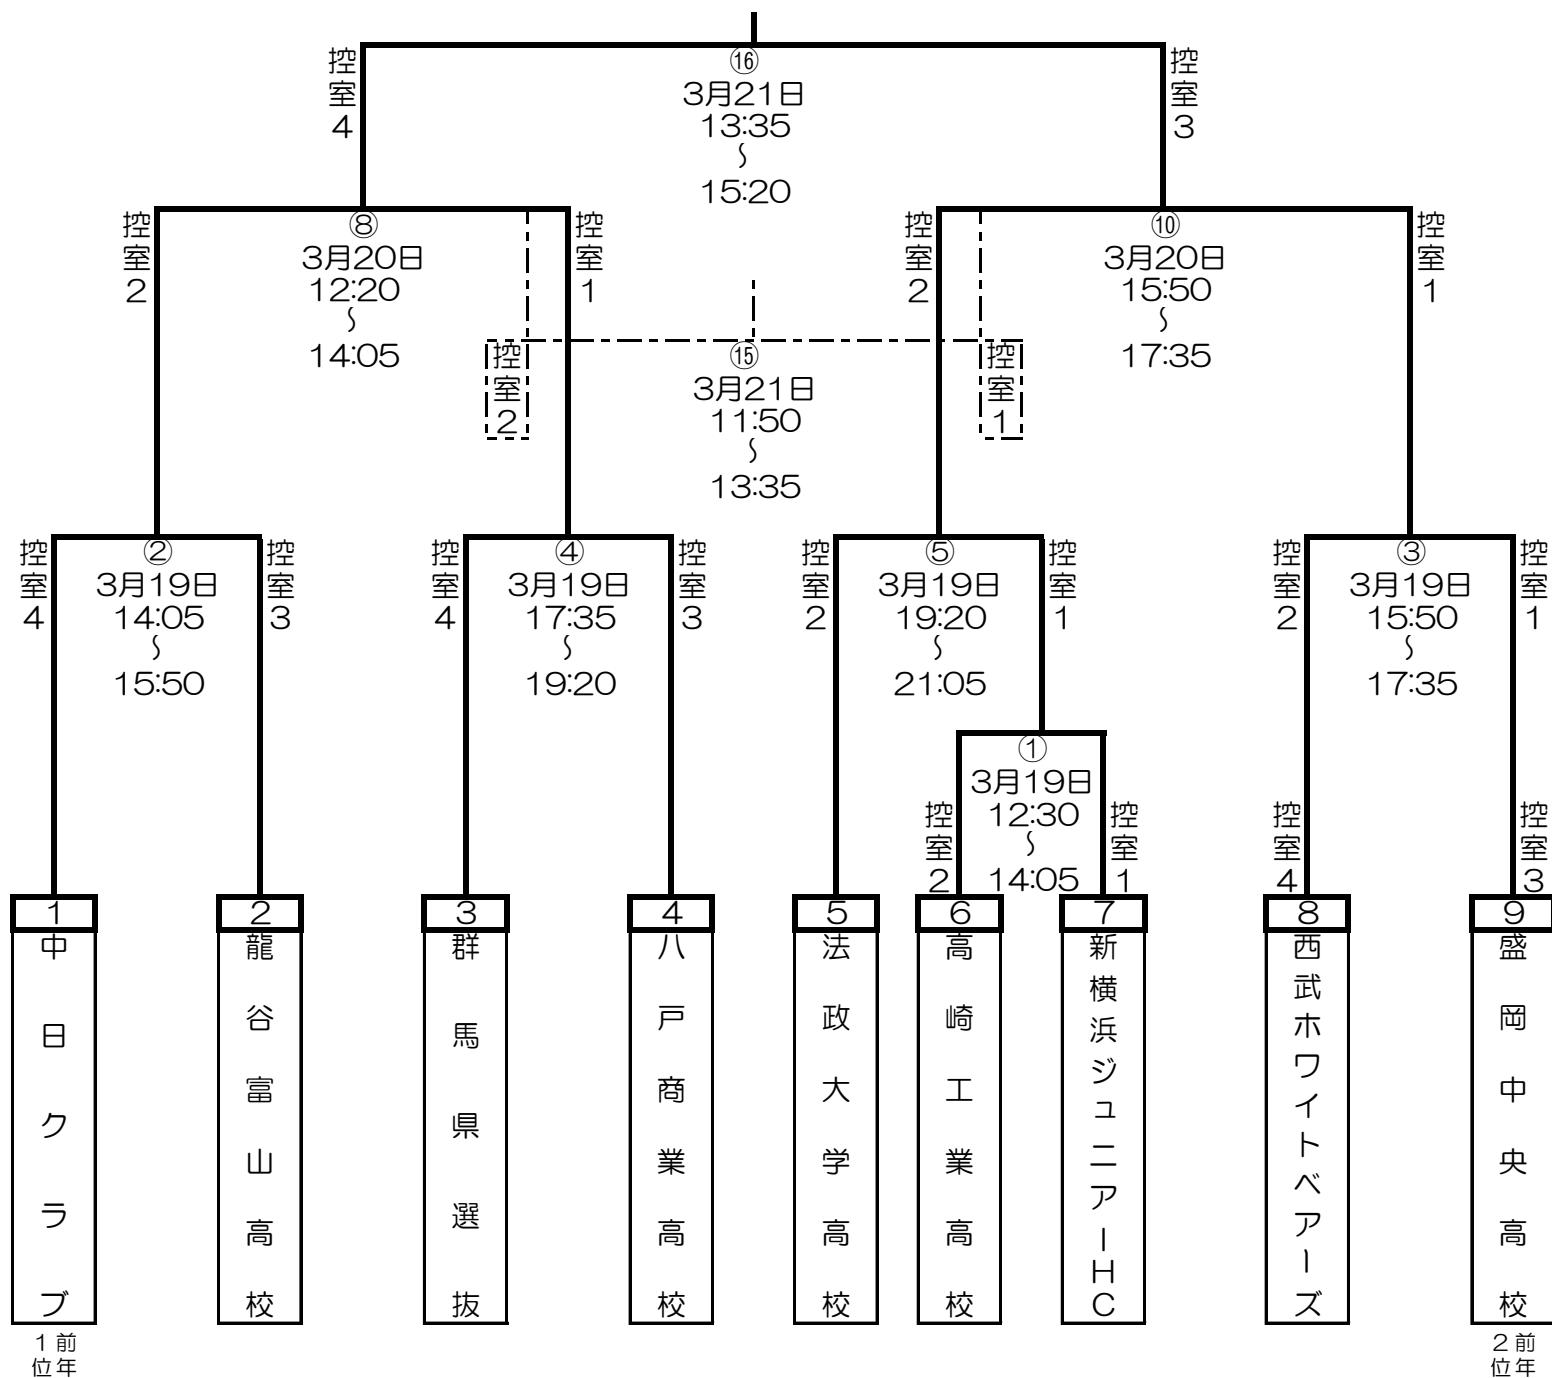 ⑯
3月21日
13:35
〜
15:20
控室4
控室3
⑧
3月20日
12:20
〜
14:05
控室2
控室1
⑩
3月20日
15:50
〜
17:35
控室2
控室1
⑮
3月21日
11:50
〜
13:35
控室2
控室1
②
3月19日
14:05
〜
15:50
控室4
控室3
④
3月19日
17:35
〜
19:20
控室4
控室3
⑤
3月19日
19:20
〜
21:05
控室2
控室1
③
3月19日
15:50
〜
17:35
控室2
控室1
①
3月19日
12:30
〜
14:05
控室2
控室1
控室4
控室3
1
中日クラブ
前年
1位
2
龍谷富山高校
3
群馬県選抜
4
八戸商業高校
5
法政大学高校
6
高崎工業高校
7
新横浜ジュニアーHC
8
西武ホワイトベアーズ
9
盛岡中央高校
前年
2位